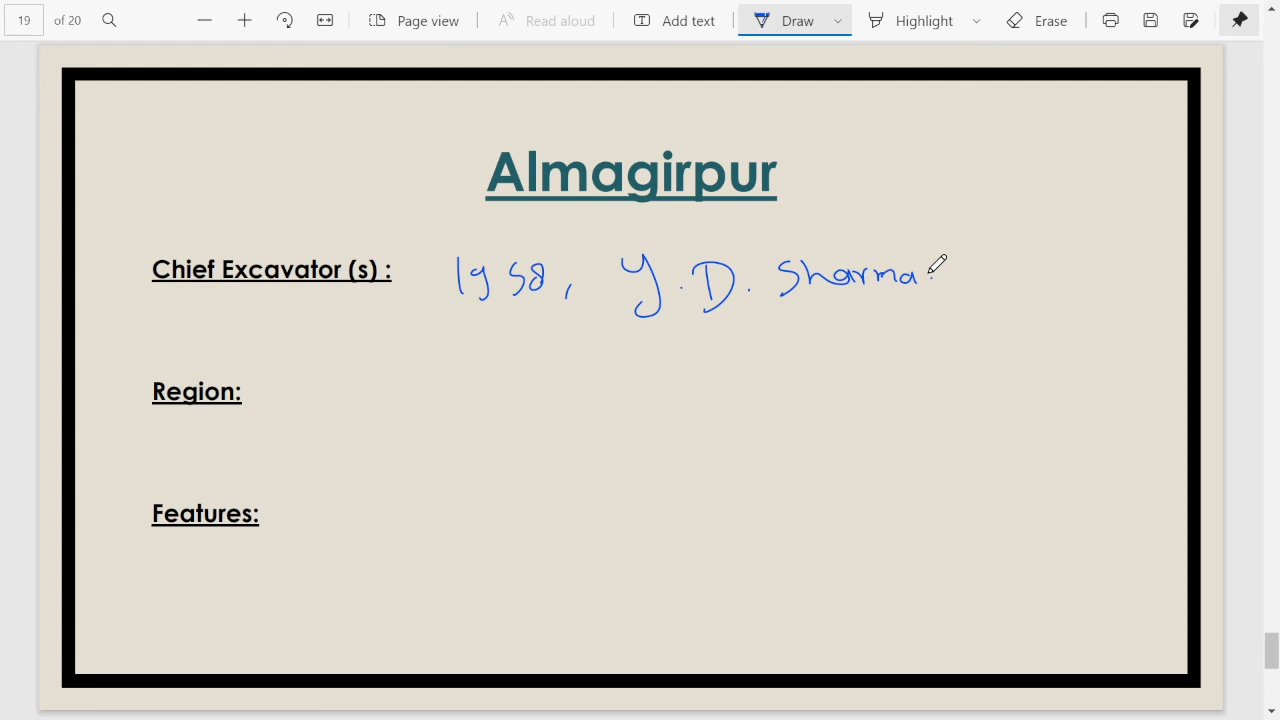 19 of 20 Page view Read aloud Add text Draw Highlight Erase
Almagirpur
Chief Excavator (s) : 1958, Y. D. Sharma.
Region:
Features: